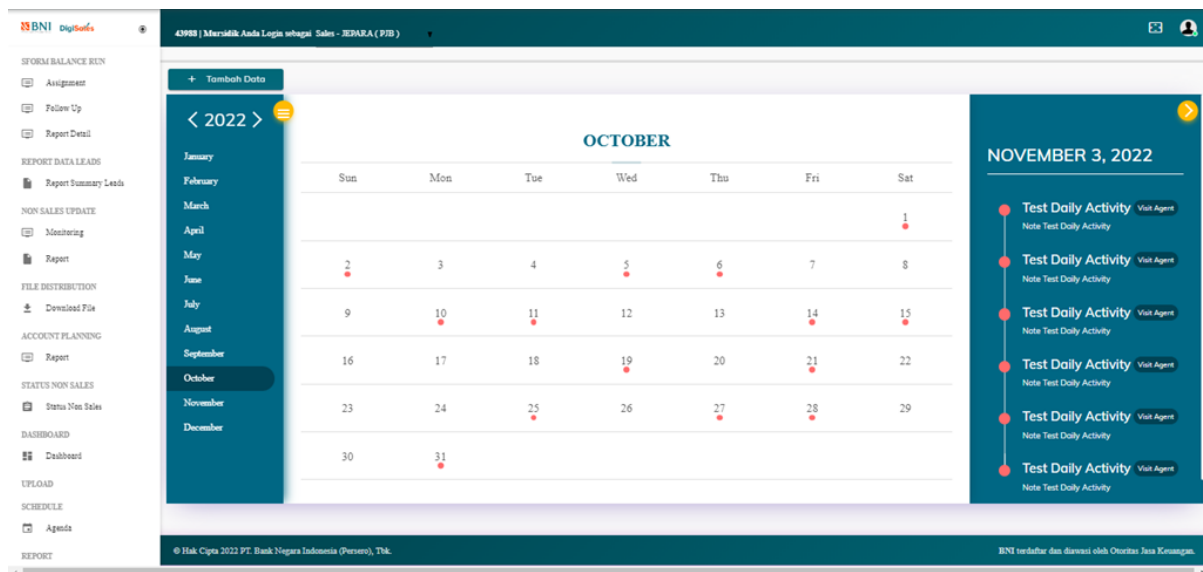 BNI DigiSales
43988 | Mursidik Anda Login sebagai Sales - JEPARA ( PJB )
SFORM BALANCE RUN
Assignment
Follow Up
Report Detail
REPORT DATA LEADS
Report Summary Leads
NON SALES UPDATE
Monitoring
Report
FILE DISTRIBUTION
Download File
ACCOUNT PLANNING
Report
STATUS NON SALES
Status Non Sales
DASHBOARD
Dashboard
UPLOAD
SCHEDULE
Agenda
REPORT
+ Tambah Data
< 2022 >
January
February
March
April
May
June
July
August
September
October
November
December
OCTOBER
Sun Mon Tue Wed Thu Fri Sat
1
2 3 4 5 6 7 8
9 10 11 12 13 14 15
16 17 18 19 20 21 22
23 24 25 26 27 28 29
30 31
NOVEMBER 3, 2022
Test Daily Activity Visit Agent
Note Test Daily Activity
Test Daily Activity Visit Agent
Note Test Daily Activity
Test Daily Activity Visit Agent
Note Test Daily Activity
Test Daily Activity Visit Agent
Note Test Daily Activity
Test Daily Activity Visit Agent
Note Test Daily Activity
Test Daily Activity Visit Agent
Note Test Daily Activity
© Hak Cipta 2022 PT. Bank Negara Indonesia (Persero), Tbk.
BNI terdaftar dan diawasi oleh Otoritas Jasa Keuangan.